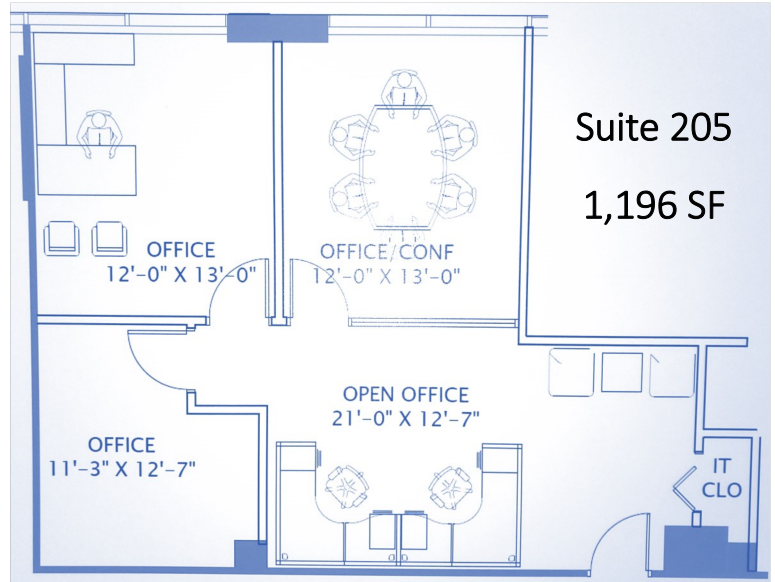 Suite 205
1,196 SF
OFFICE
12'-0" X 13'-0"
OFFICE/CONF
12'-0" X 13'-0"
OPEN OFFICE
21'-0" X 12'-7"
OFFICE
11'-3" X 12'-7"
IT
CLO